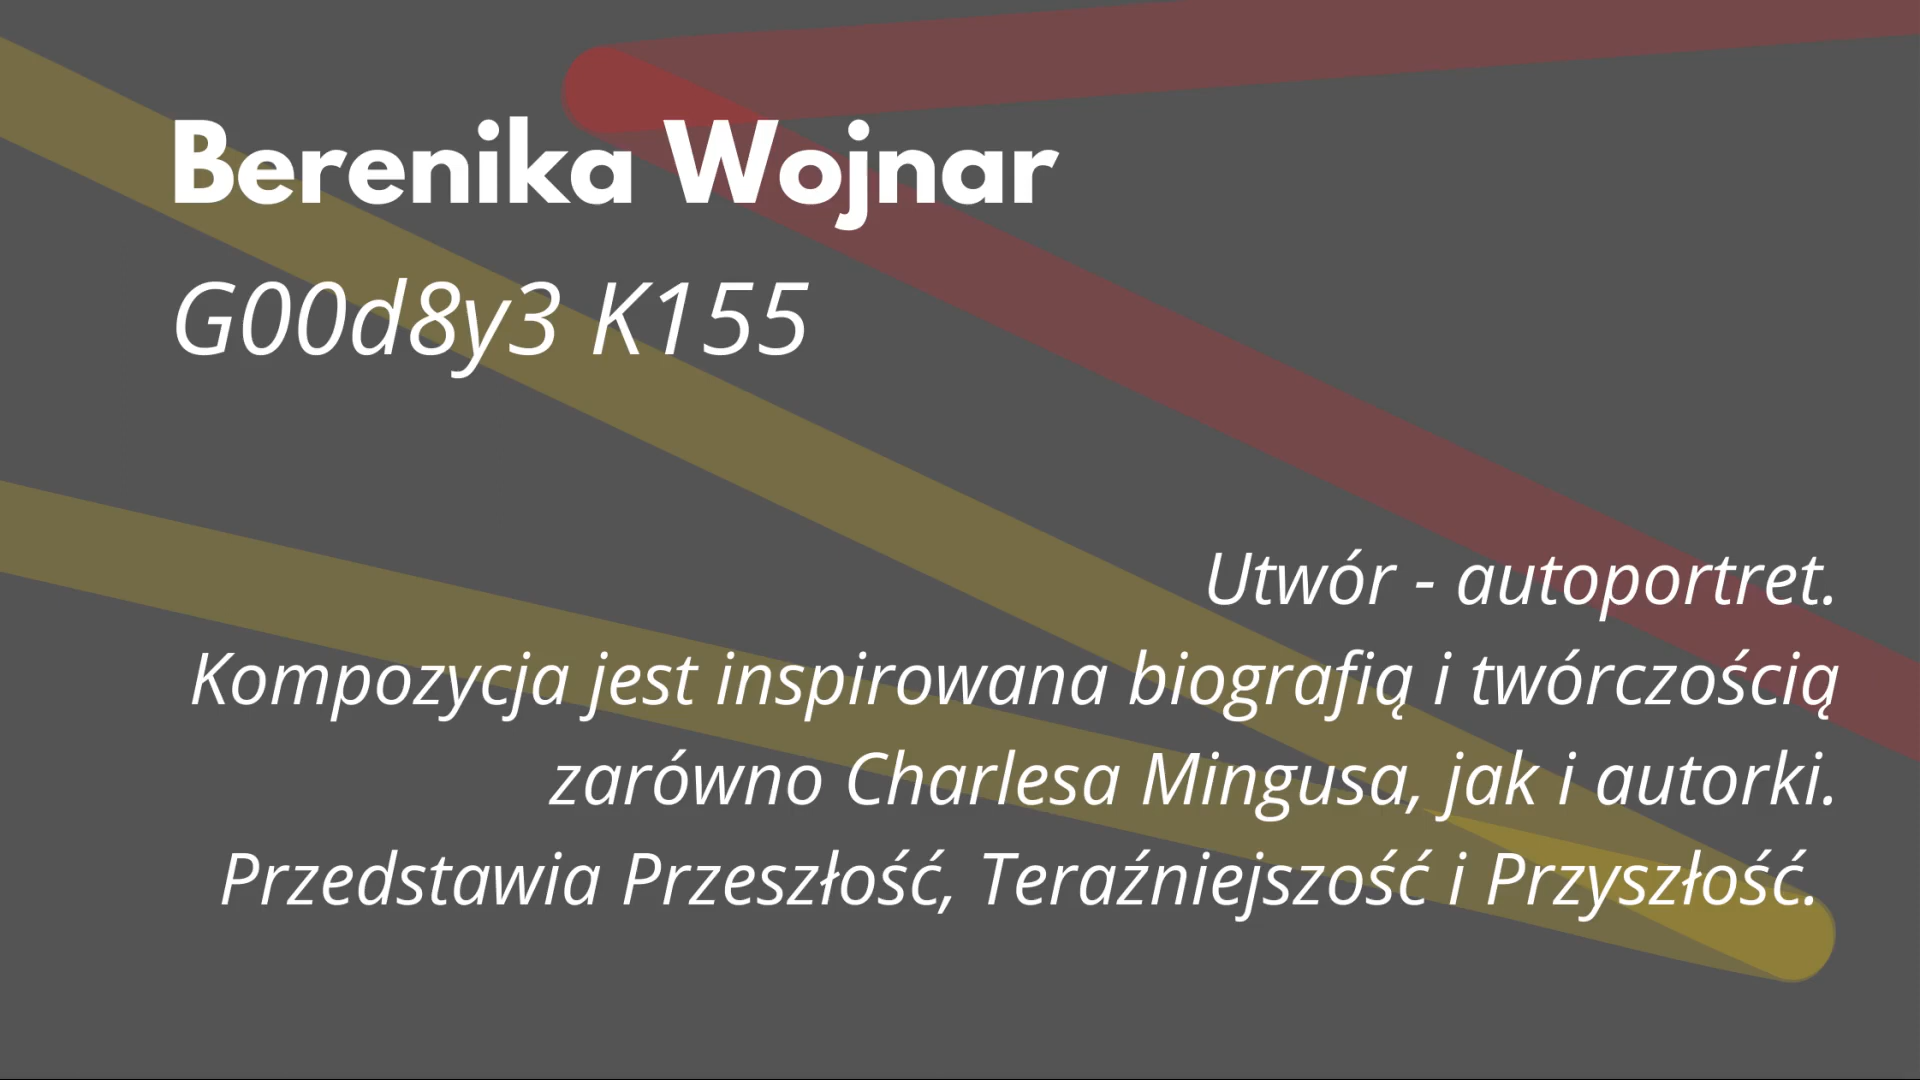 Berenika Wojnar
G00d8y3 K155
Utwór - autoportret.
Kompozycja jest inspirowana biografią i twórczością
zarówno Charlesa Mingusa, jak i autorki.
Przedstawia Przeszłość, Teraźniejszość i Przyszłość.